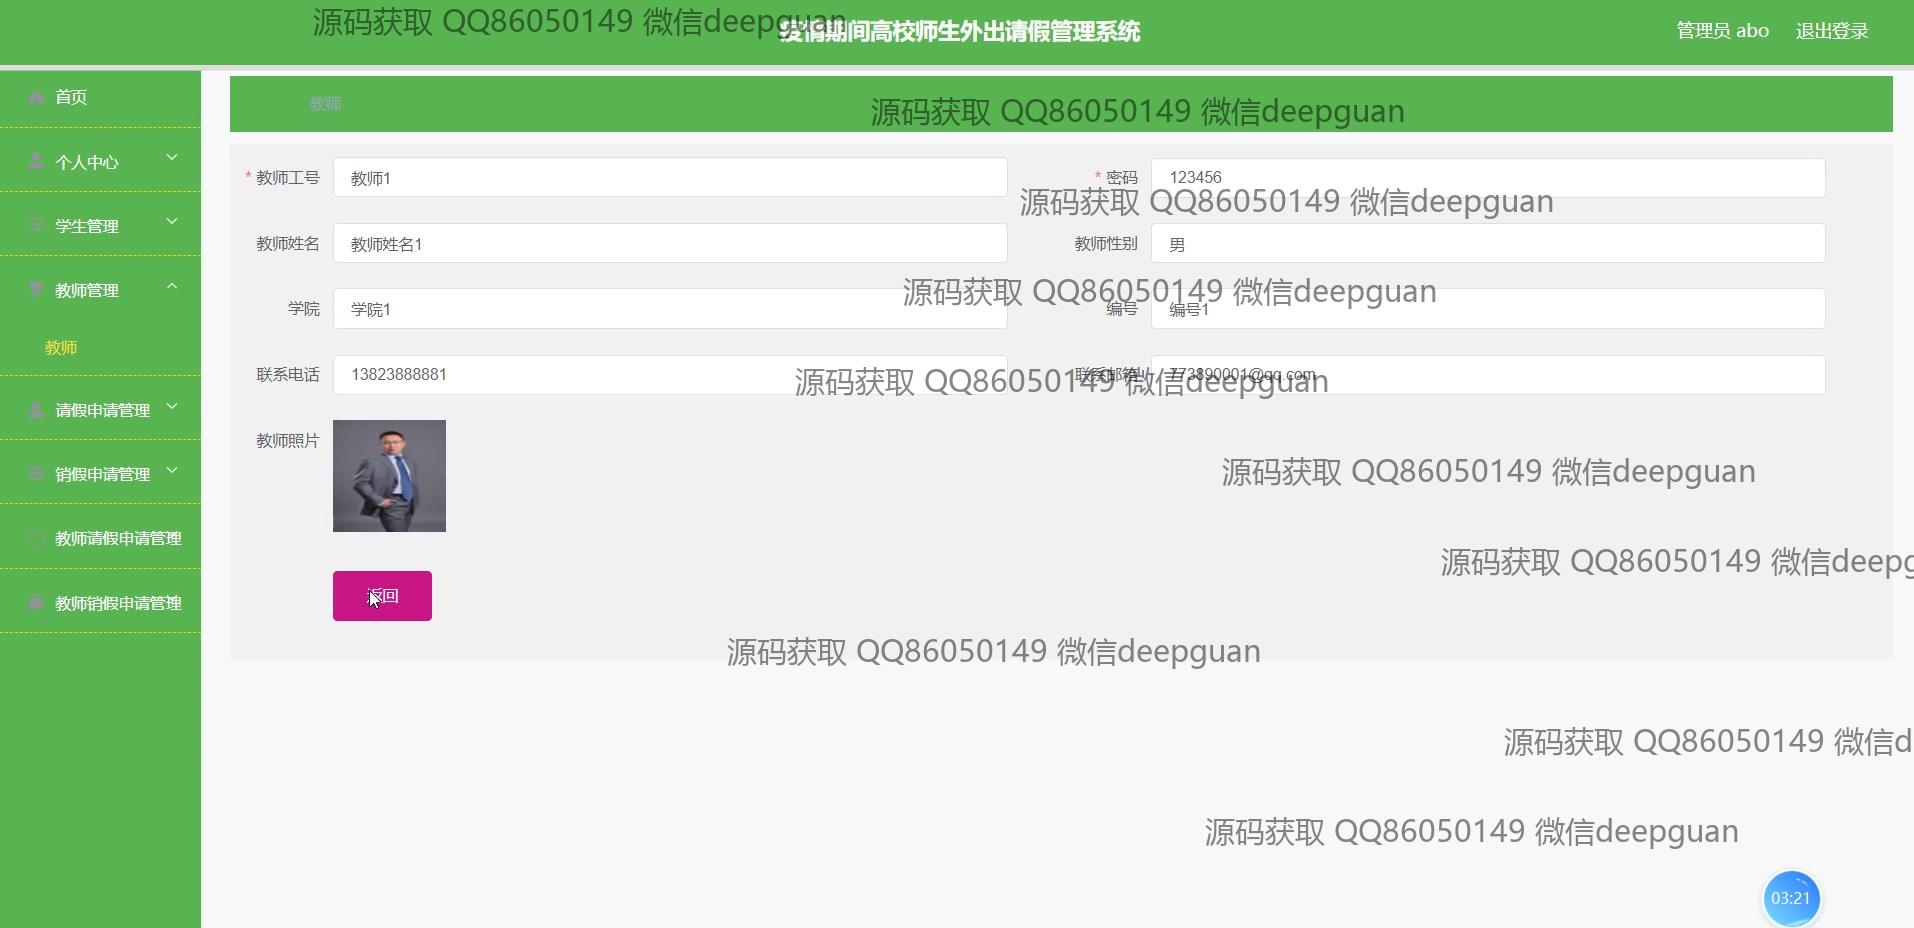 源码获取 QQ86050149 微信deepguan
疫情期间高校师生外出请假管理系统
管理员 abo
退出登录
首页
个人中心
学生管理
教师管理
教师
请假申请管理
销假申请管理
教师请假申请管理
教师销假申请管理
教师
源码获取 QQ86050149 微信deepguan
* 教师工号 教师1
* 密码 123456
源码获取 QQ86050149 微信deepguan
教师姓名 教师姓名1
教师性别 男
源码获取 QQ86050149 微信deepguan
学院 学院1
编号 编号1
联系电话 13823888881
联系邮箱 773890001@qq.com
源码获取 QQ86050149 微信deepguan
教师照片
源码获取 QQ86050149 微信deepguan
源码获取 QQ86050149 微信deepg
返回
源码获取 QQ86050149 微信deepguan
源码获取 QQ86050149 微信d
源码获取 QQ86050149 微信deepguan
03:21